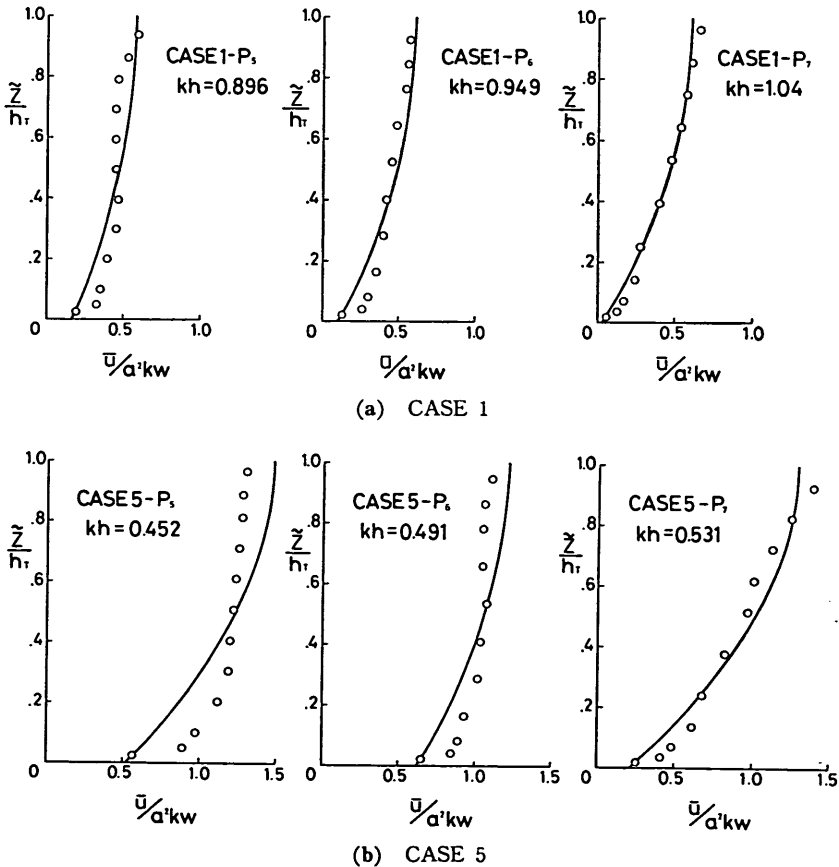 1.0
.8
.6
.4
.2
0
Z̃/hT
CASE1-P5
kh=0.896
0.5
1.0
ū/a²kw
1.0
.8
.6
.4
.2
0
Z̃/hT
CASE1-P6
kh=0.949
0.5
1.0
ū/a²kw
1.0
.8
.6
.4
.2
0
Z̃/hT
CASE1-P7
kh=1.04
0.5
1.0
ū/a²kw
(a) CASE 1
1.0
.8
.6
.4
.2
0
Z̃/hT
CASE5-P5
kh=0.452
0.5
1.0
1.5
ū/a²kw
1.0
.8
.6
.4
.2
0
Z̃/hT
CASE5-P6
kh=0.491
0.5
1.0
1.5
ū/a²kw
1.0
.8
.6
.4
.2
0
Z̃/hT
CASE5-P7
kh=0.531
0.5
1.0
1.5
ū/a²kw
(b) CASE 5